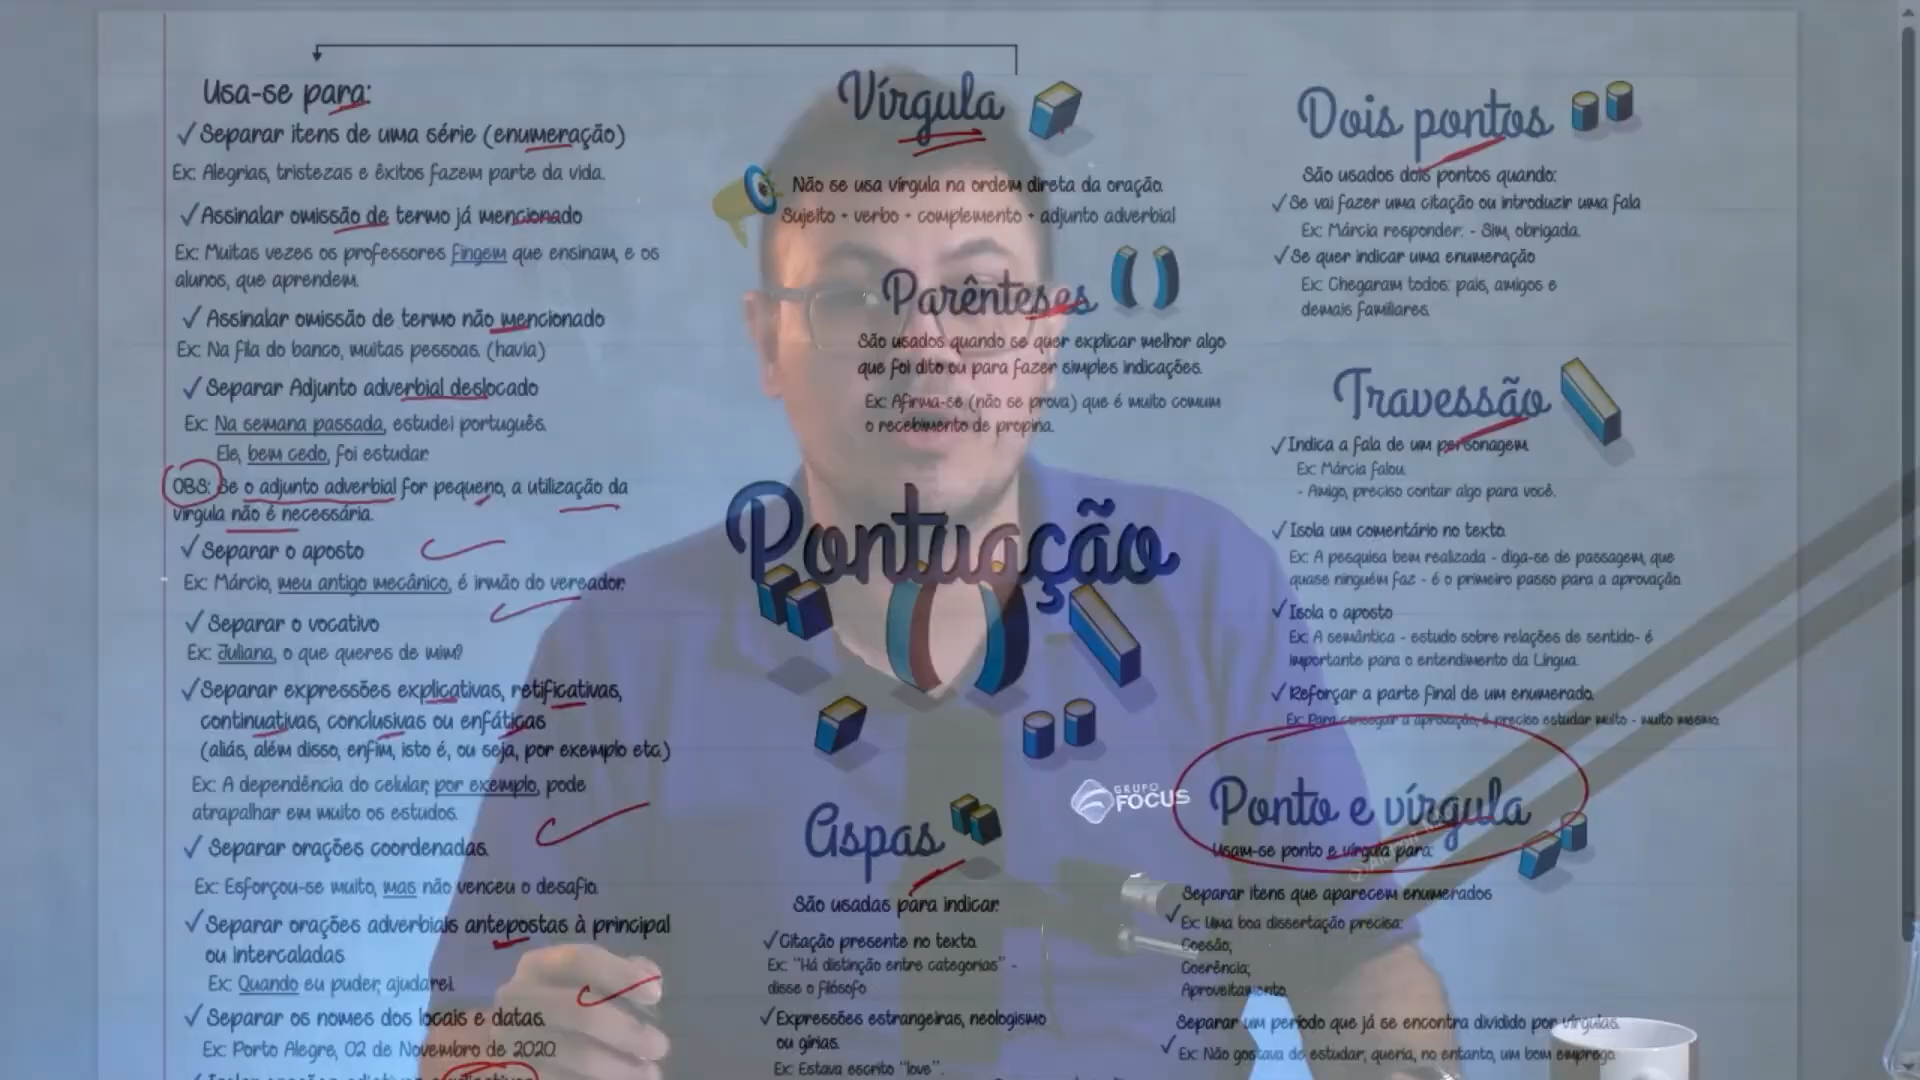 Usa-se para:
✓ Separar itens de uma série (enumeração)
Ex: Alegrias, tristezas e êxitos fazem parte da vida.
✓ Assinalar omissão de termo já mencionado
Ex: Muitas vezes os professores fingem que ensinam, e os
alunos, que aprendem.
✓ Assinalar omissão de termo não mencionado
Ex: Na fila do banco, muitas pessoas. (havia)
✓ Separar Adjunto adverbial deslocado
Ex: Na semana passada, estudei português.
Ele, bem cedo, foi estudar.
OBS: Se o adjunto adverbial for pequeno, a utilização da
vírgula não é necessária.
✓ Separar o aposto
Ex: Márcio, meu antigo mecânico, é irmão do vereador.
✓ Separar o vocativo
Ex: Juliana, o que queres de mim?
✓ Separar expressões explicativas, retificativas,
continuativas, conclusivas ou enfáticas
(aliás, além disso, enfim, isto é, ou seja, por exemplo etc.)
Ex: A dependência do celular, por exemplo, pode
atrapalhar em muito os estudos.
✓ Separar orações coordenadas.
Ex: Esforçou-se muito, mas não venceu o desafio.
✓ Separar orações adverbiais antepostas à principal
ou intercaladas
Ex: Quando eu puder, ajudarei.
✓ Separar os nomes dos locais e datas.
Ex: Porto Alegre, 02 de Novembro de 2020.
Vírgula
Não se usa vírgula na ordem direta da oração.
Sujeito + verbo + complemento + adjunto adverbial
Parênteses
São usados quando se quer explicar melhor algo
que foi dito ou para fazer simples indicações.
Ex: Afirma-se (não se prova) que é muito comum
o recebimento de propina.
Pontuação
GRUPO
FOCUS
Aspas
São usadas para indicar:
✓ Citação presente no texto.
Ex: "Há distinção entre categorias" -
disse o filósofo
✓ Expressões estrangeiras, neologismo
ou gírias.
Ex: Estava escrito "love".
Dois pontos
São usados dois pontos quando:
✓ Se vai fazer uma citação ou introduzir uma fala
Ex: Márcia responder: - Sim, obrigada.
✓ Se quer indicar uma enumeração
Ex: Chegaram todos: pais, amigos e
demais familiares.
Travessão
✓ Indica a fala de um personagem.
Ex: Márcia falou.
- Amigo, preciso contar algo para você.
✓ Isola um comentário no texto.
Ex: A pesquisa bem realizada - diga-se de passagem, que
quase ninguém faz - é o primeiro passo para a aprovação.
✓ Isola o aposto
Ex: A semântica - estudo sobre relações de sentido- é
importante para o entendimento da Língua.
✓ Reforçar a parte final de um enumerado.
Ex: Para conseguir a aprovação, é preciso estudar muito - muito mesmo.
Ponto e vírgula
Usam-se ponto e vírgula para:
Separar itens que aparecem enumerados
✓ Ex: Uma boa dissertação precisa:
Coesão;
Coerência;
Aproveitamento.
Separar um período que já se encontra dividido por vírgulas.
✓ Ex: Não gostava de estudar; queria, no entanto, um bom emprego.